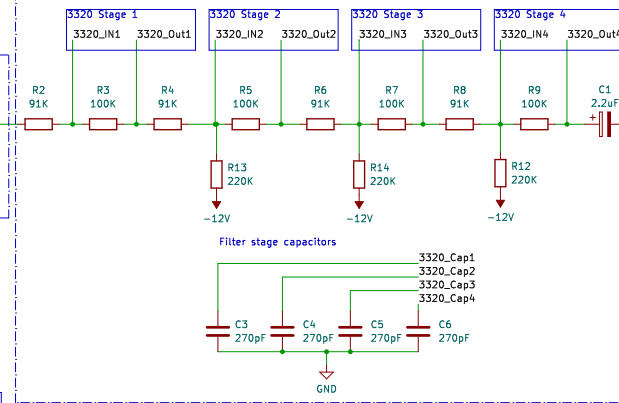 3320 Stage 1
3320_IN1 3320_Out1
3320 Stage 2
3320_IN2 3320_Out2
3320 Stage 3
3320_IN3 3320_Out3
3320 Stage 4
3320_IN4 3320_Out4
R2
91K
R3
100K
R4
91K
R5
100K
R6
91K
R7
100K
R8
91K
R9
100K
C1
2.2uF
+
R13
220K
-12V
R14
220K
-12V
R12
220K
-12V
Filter stage capacitors
3320_Cap1
3320_Cap2
3320_Cap3
3320_Cap4
C3
270pF
C4
270pF
C5
270pF
C6
270pF
GND